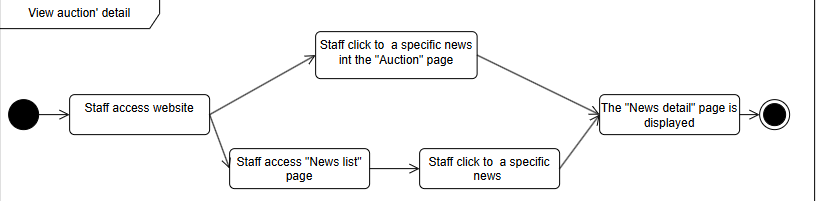 View auction' detail
Staff click to a specific news
int the "Auction" page
Staff access website
The "News detail" page is
displayed
Staff access "News list"
page
Staff click to a specific
news